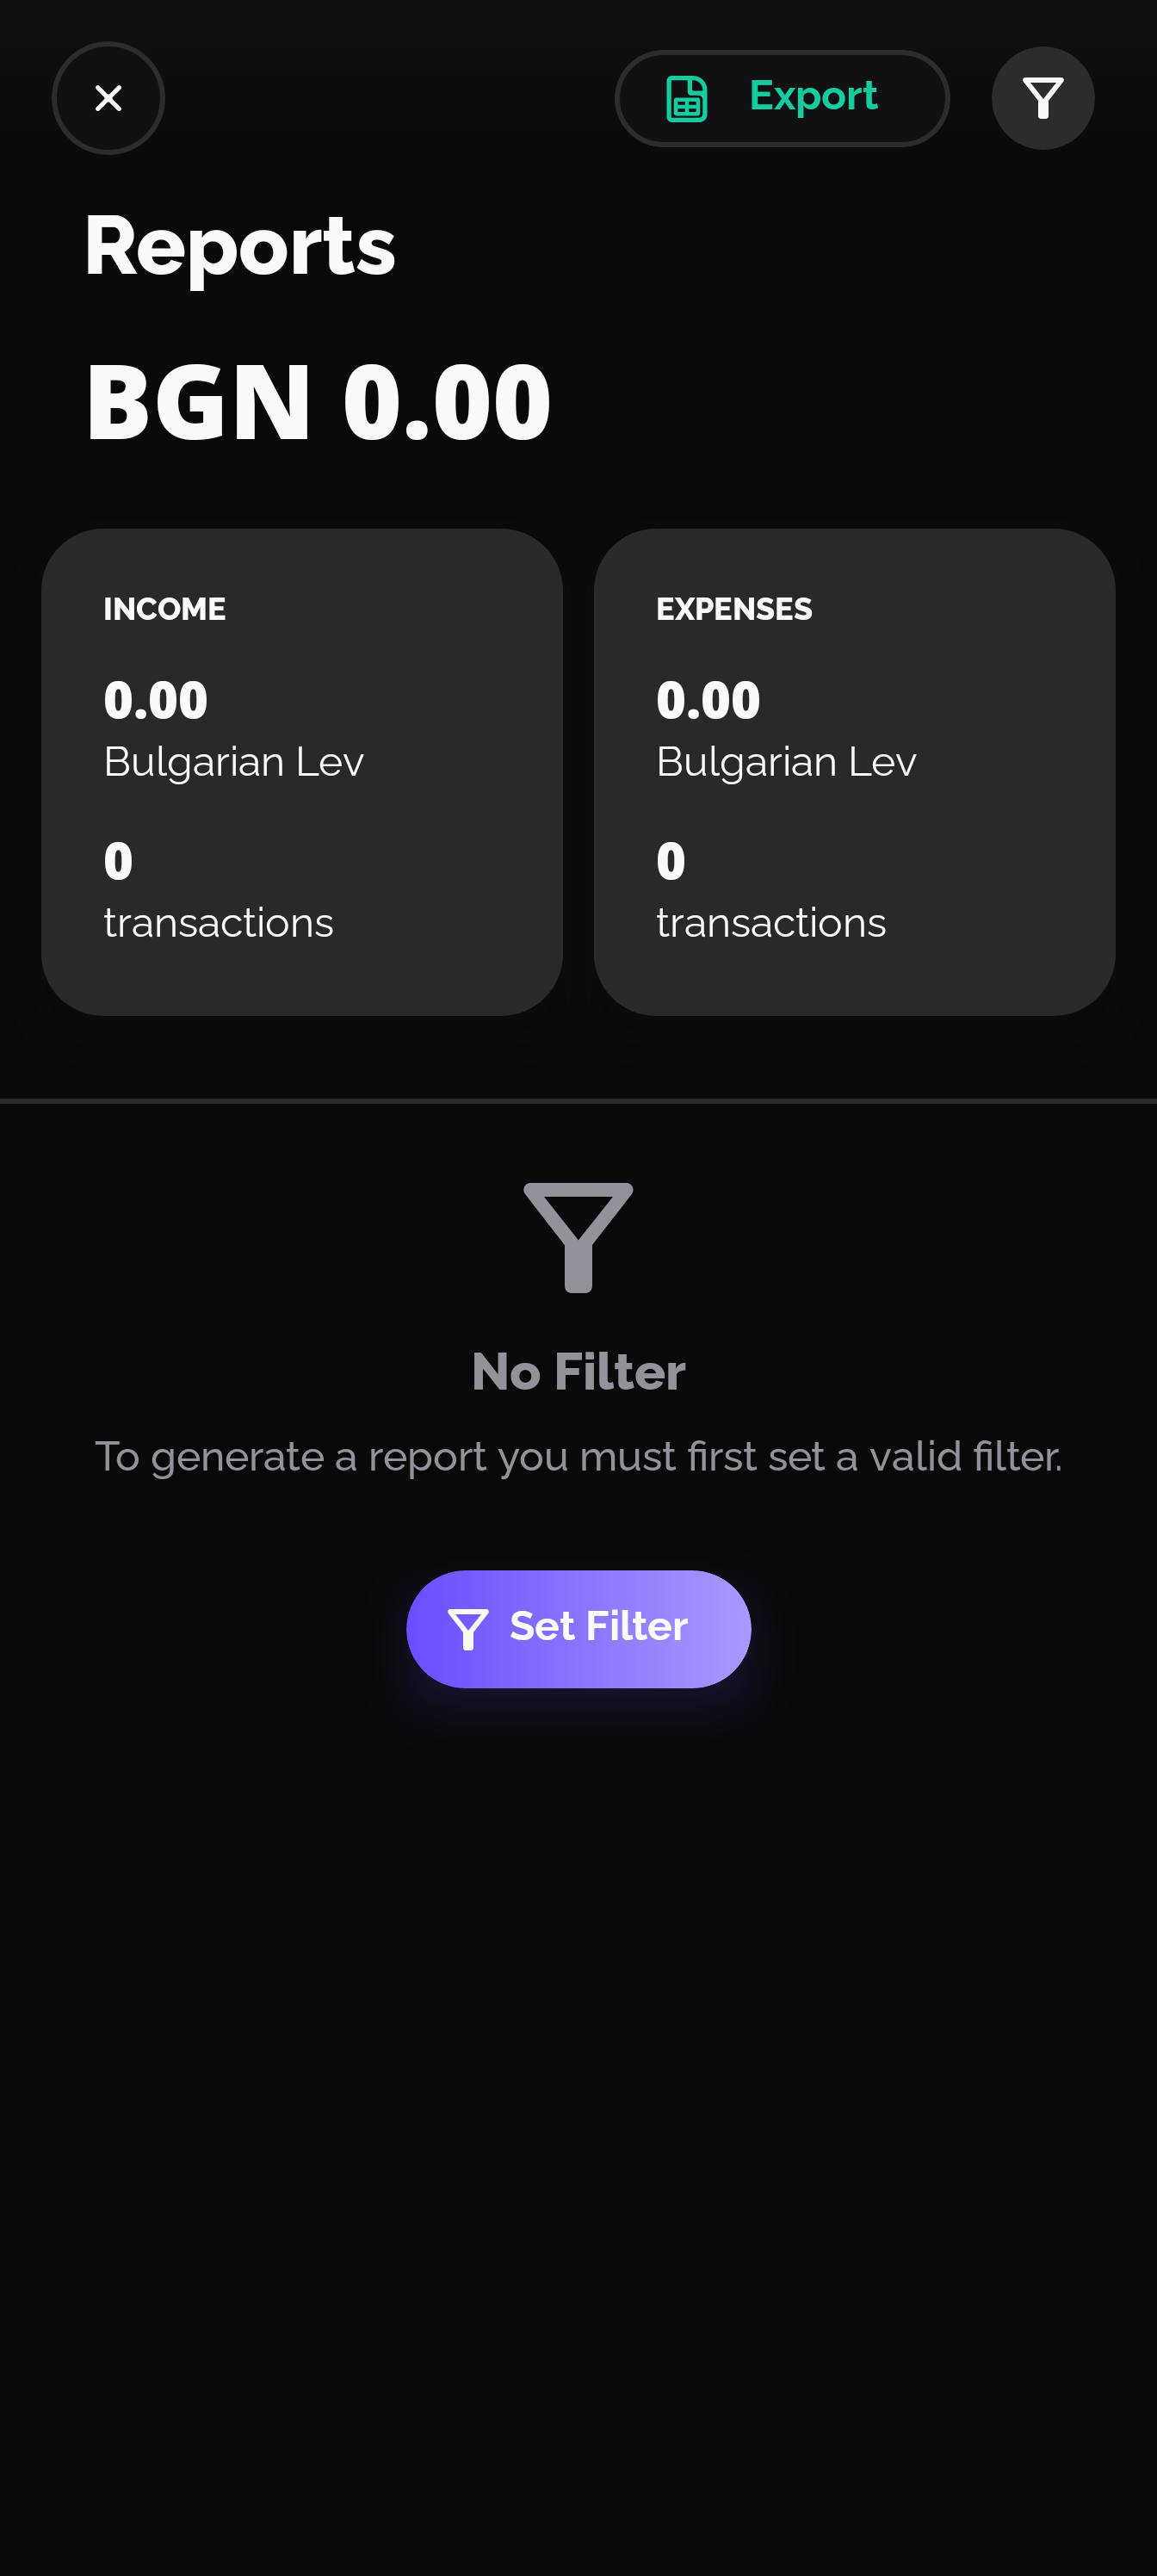 Export
Reports
BGN 0.00
INCOME
0.00
Bulgarian Lev
0
transactions
EXPENSES
0.00
Bulgarian Lev
0
transactions
No Filter
To generate a report you must first set a valid filter.
Set Filter